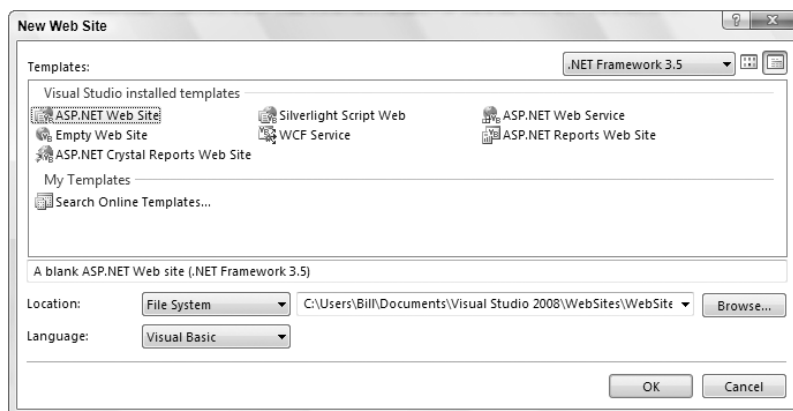 New Web Site
Templates:
.NET Framework 3.5
Visual Studio installed templates
ASP.NET Web Site
Silverlight Script Web
ASP.NET Web Service
Empty Web Site
WCF Service
ASP.NET Reports Web Site
ASP.NET Crystal Reports Web Site
My Templates
Search Online Templates...
A blank ASP.NET Web site (.NET Framework 3.5)
Location:
File System
C:\Users\Bill\Documents\Visual Studio 2008\WebSites\WebSite
Browse...
Language:
Visual Basic
OK
Cancel